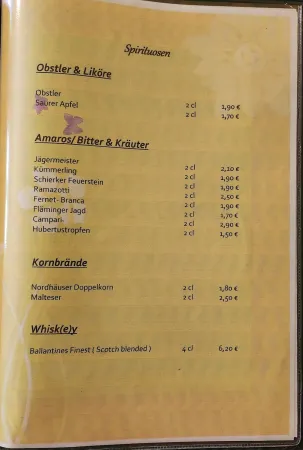 Spirituosen
Obstler & Liköre
Obstler 2 cl 1,90 €
Saurer Apfel 2 cl 1,70 €
Amaros/ Bitter & Kräuter
Jägermeister 2 cl 2,10 €
Kümmerling 2 cl 1,90 €
Schierker Feuerstein 2 cl 1,90 €
Ramazotti 2 cl 2,50 €
Fernet- Branca 2 cl 1,90 €
Fläminger Jagd 2 cl 1,70 €
Campari- 2 cl 2,90 €
Hubertustropfen 2 cl 1,50 €
Kornbrände
Nordhäuser Doppelkorn 2 cl 1,80 €
Malteser 2 cl 2,50 €
Whisk(e)y
Ballantines Finest ( Scotch blended ) 4 cl 6,20 €